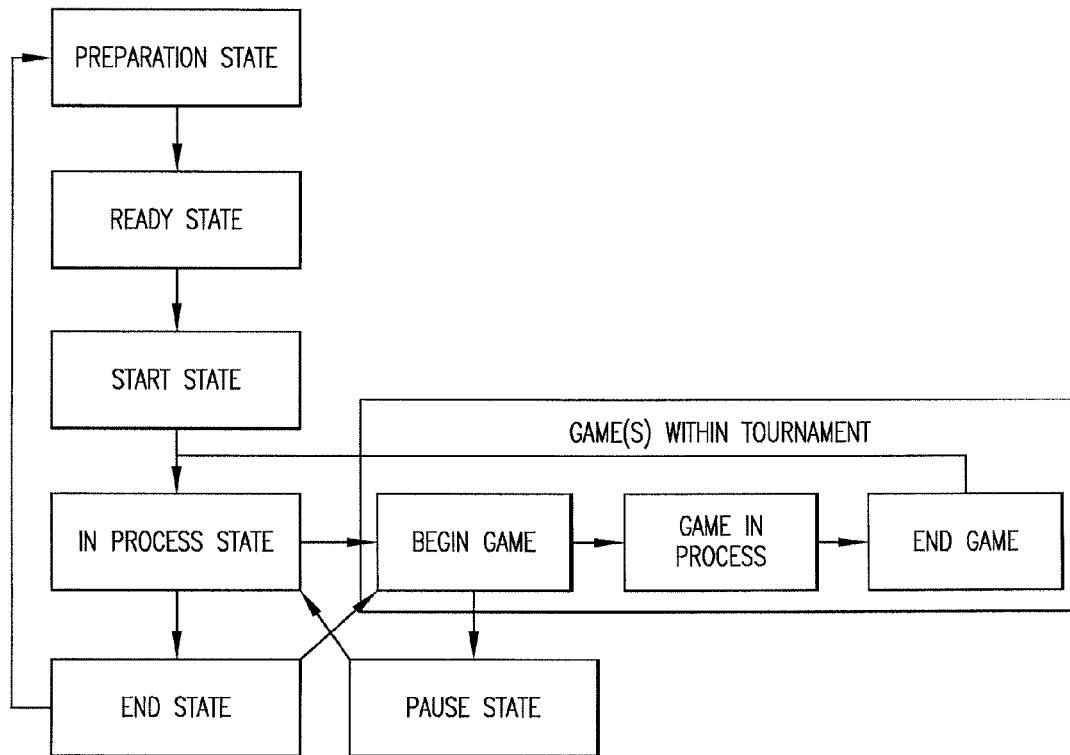 PREPARATION STATE
READY STATE
START STATE
GAME(S) WITHIN TOURNAMENT
IN PROCESS STATE
BEGIN GAME
GAME IN
PROCESS
END GAME
END STATE
PAUSE STATE